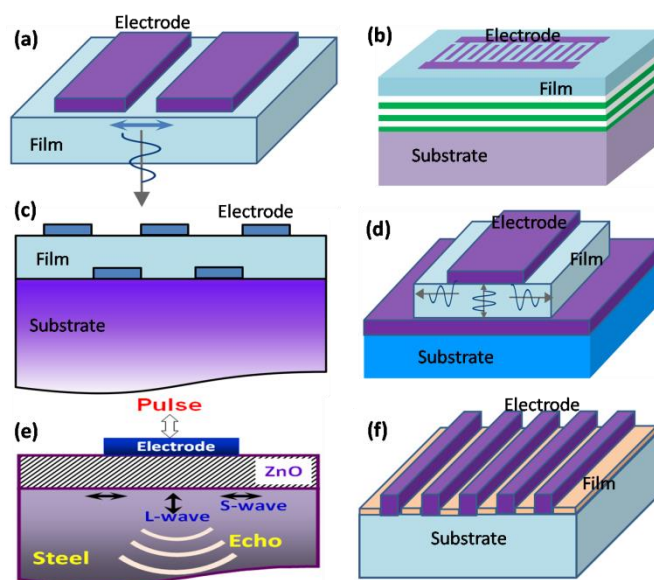 (a)
Film
(b)
Electrode
Film
Substrate
(c)
Electrode
Film
Substrate
(d)
Electrode
Film
Substrate
(e)
Pulse
Electrode
ZnO
S-wave
L-wave
Steel
Echo
(f)
Electrode
Film
Substrate
Electrode